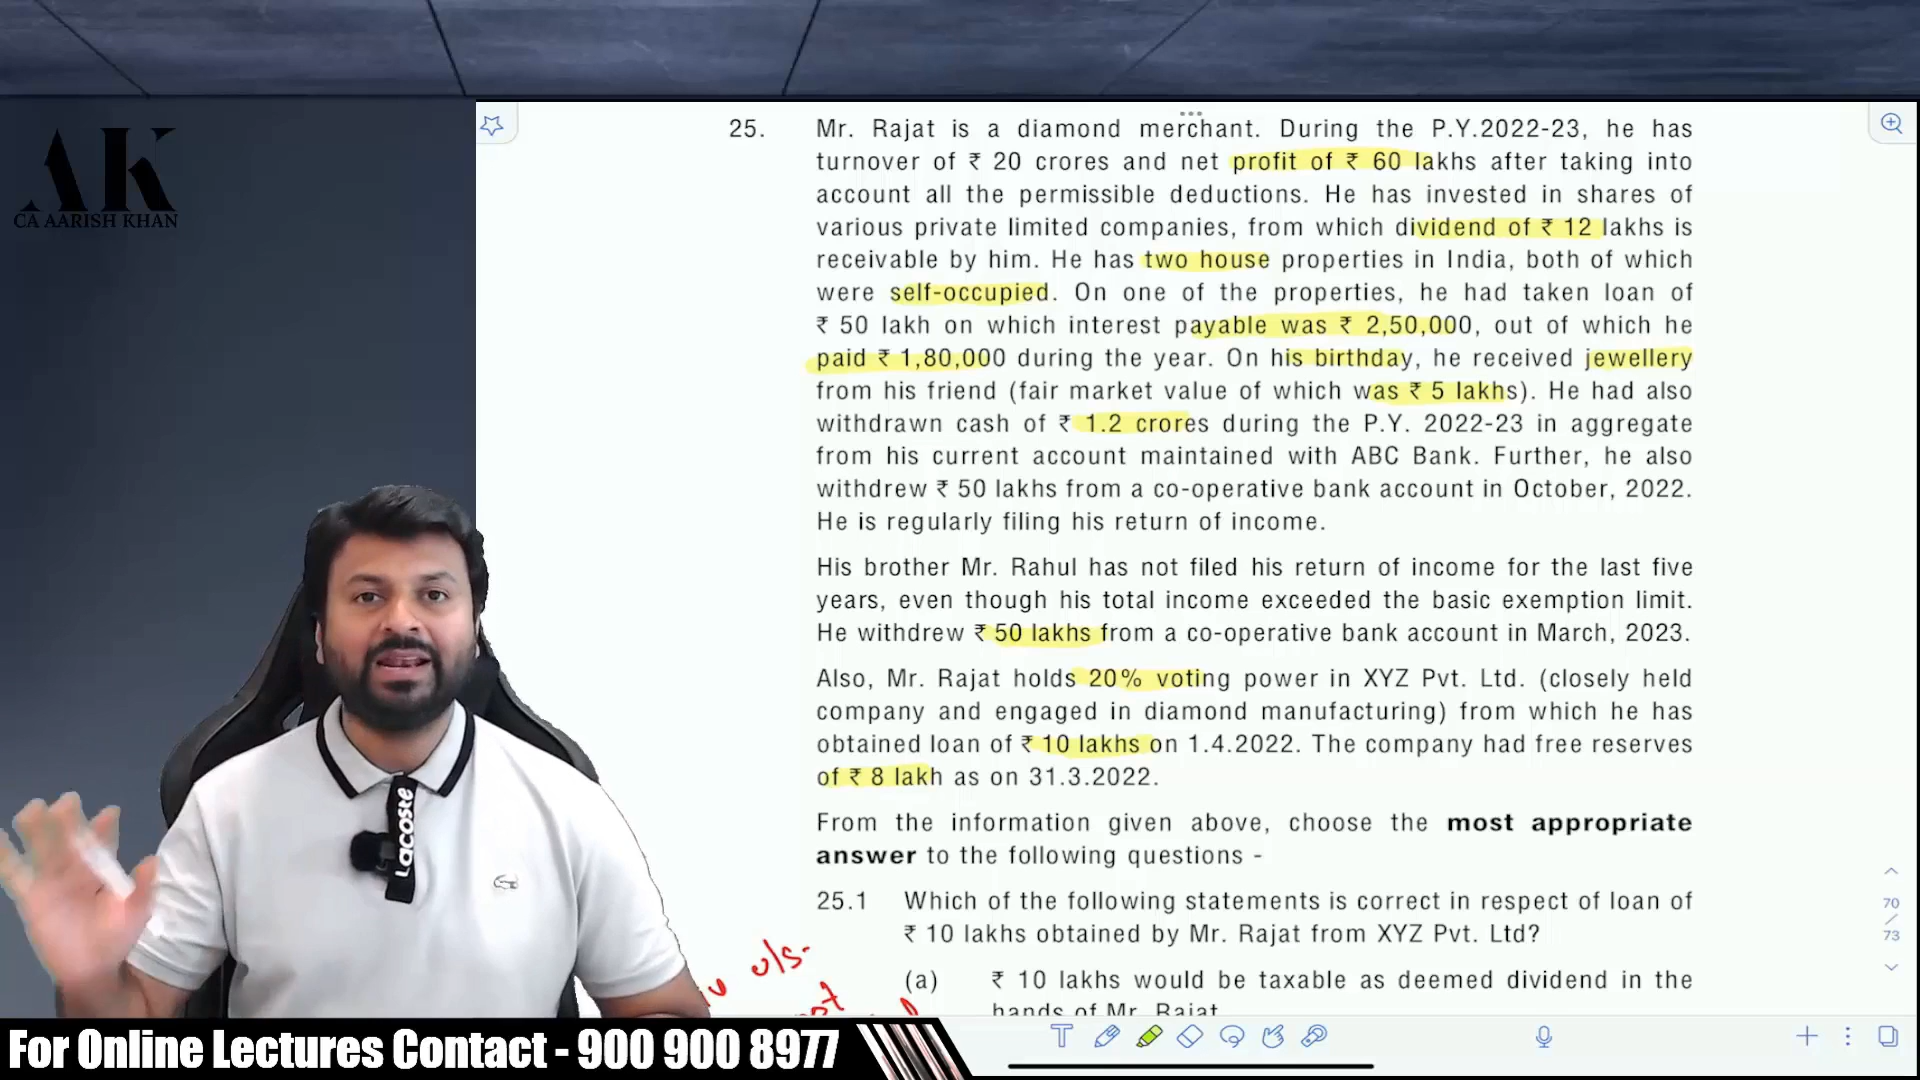 AK
CA AARISH KHAN
25. Mr. Rajat is a diamond merchant. During the P.Y.2022-23, he has
turnover of ₹ 20 crores and net profit of ₹ 60 lakhs after taking into
account all the permissible deductions. He has invested in shares of
various private limited companies, from which dividend of ₹ 12 lakhs is
receivable by him. He has two house properties in India, both of which
were self-occupied. On one of the properties, he had taken loan of
₹ 50 lakh on which interest payable was ₹ 2,50,000, out of which he
paid ₹ 1,80,000 during the year. On his birthday, he received jewellery
from his friend (fair market value of which was ₹ 5 lakhs). He had also
withdrawn cash of ₹ 1.2 crores during the P.Y. 2022-23 in aggregate
from his current account maintained with ABC Bank. Further, he also
withdrew ₹ 50 lakhs from a co-operative bank account in October, 2022.
He is regularly filing his return of income.
His brother Mr. Rahul has not filed his return of income for the last five
years, even though his total income exceeded the basic exemption limit.
He withdrew ₹ 50 lakhs from a co-operative bank account in March, 2023.
Also, Mr. Rajat holds 20% voting power in XYZ Pvt. Ltd. (closely held
company and engaged in diamond manufacturing) from which he has
obtained loan of ₹ 10 lakhs on 1.4.2022. The company had free reserves
of ₹ 8 lakh as on 31.3.2022.
From the information given above, choose the most appropriate
answer to the following questions -
25.1 Which of the following statements is correct in respect of loan of
₹ 10 lakhs obtained by Mr. Rajat from XYZ Pvt. Ltd?
(a) ₹ 10 lakhs would be taxable as deemed dividend in the
hands of Mr. Rajat
u/s.
70
/
73
LACOSTE
T
For Online Lectures Contact - 900 900 8977